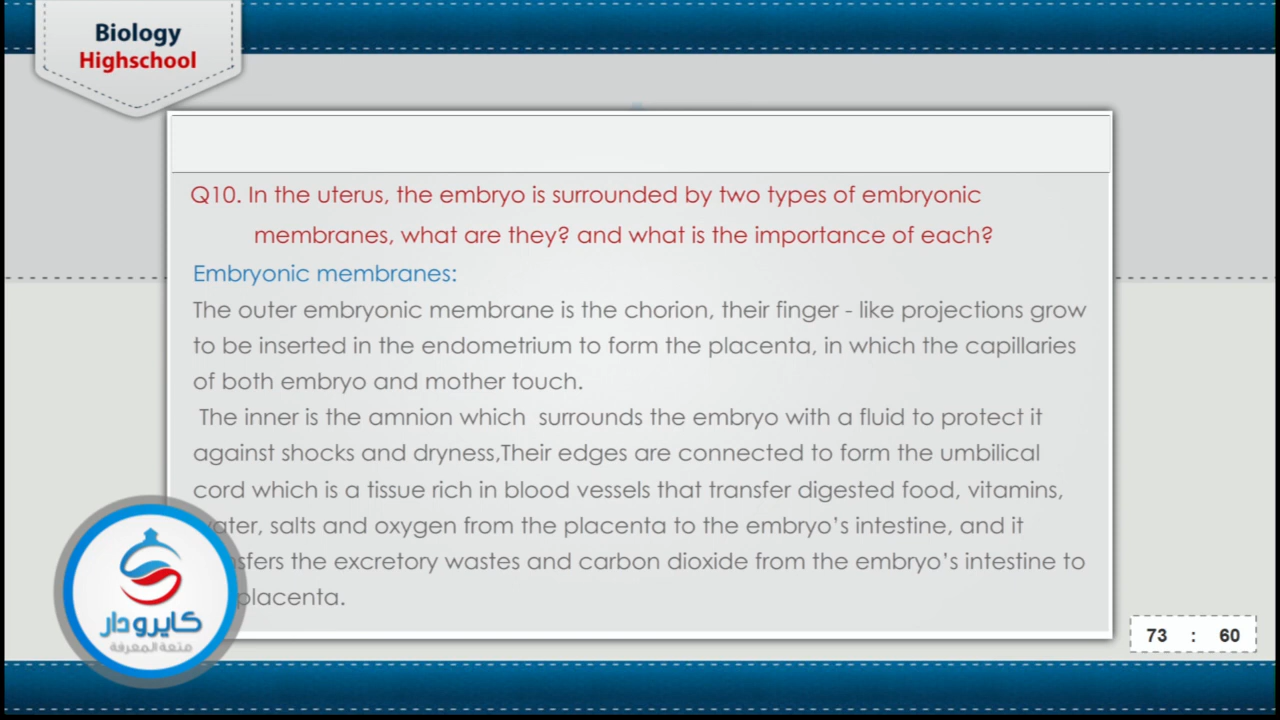 Biology
Highschool
Q10. In the uterus, the embryo is surrounded by two types of embryonic
membranes, what are they? and what is the importance of each?
Embryonic membranes:
The outer embryonic membrane is the chorion, their finger - like projections grow
to be inserted in the endometrium to form the placenta, in which the capillaries
of both embryo and mother touch.
The inner is the amnion which surrounds the embryo with a fluid to protect it
against shocks and dryness,Their edges are connected to form the umbilical
cord which is a tissue rich in blood vessels that transfer digested food, vitamins,
water, salts and oxygen from the placenta to the embryo's intestine, and it
sfers the excretory wastes and carbon dioxide from the embryo's intestine to
placenta.
كايرودار
متعة المعرفة
73 : 60